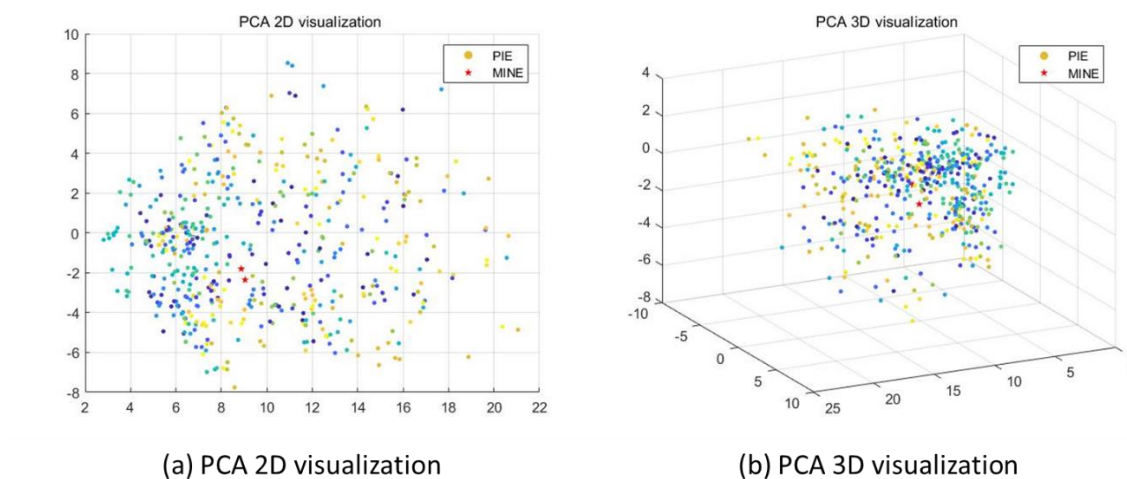 PCA 2D visualization
PIE
MINE
10
8
6
4
2
0
-2
-4
-6
-8
2 4 6 8 10 12 14 16 18 20 22
(a) PCA 2D visualization
PCA 3D visualization
PIE
MINE
4
2
0
-2
-4
-6
-8
-10
-5
0
5
10
25 20 15 10 5
(b) PCA 3D visualization